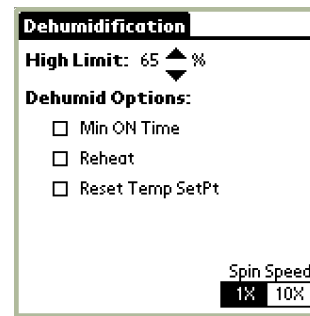 Dehumidification
High Limit: 65 %
Dehumid Options:
Min ON Time
Reheat
Reset Temp SetPt
Spin Speed
1X 10X